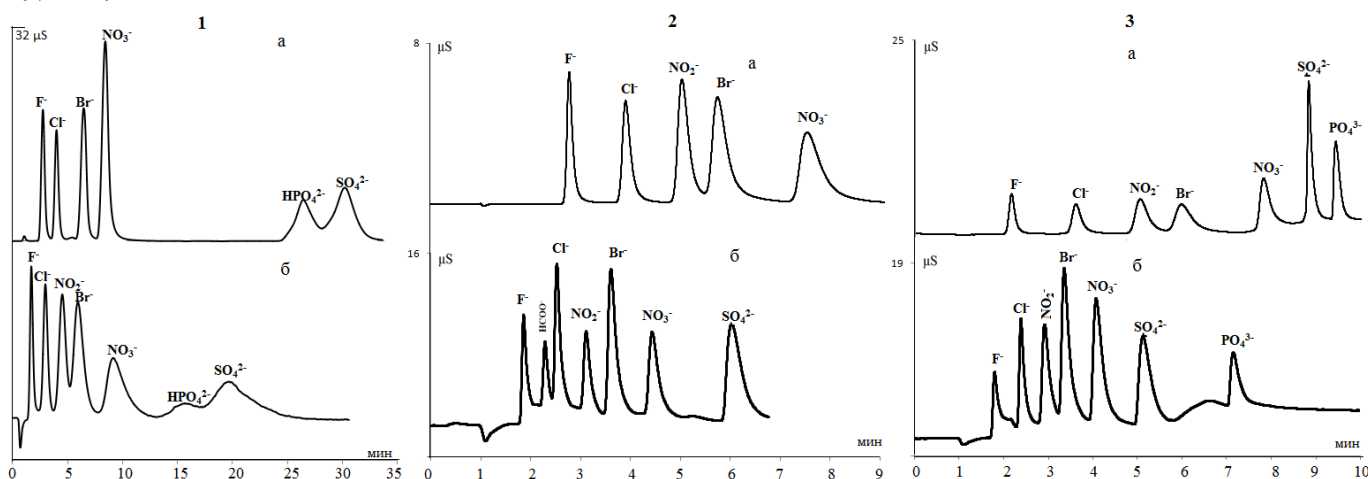 1
32 µS
а
F⁻
Cl⁻
Br⁻
NO₃⁻
HPO₄²⁻
SO₄²⁻
б
F⁻
Cl⁻
NO₂⁻
Br⁻
NO₃⁻
HPO₄²⁻
SO₄²⁻
мин
0 5 10 15 20 25 30 35
2
8
µS
а
F⁻
Cl⁻
NO₂⁻
Br⁻
NO₃⁻
16
µS
б
F⁻
HCOO⁻
Cl⁻
NO₂⁻
Br⁻
NO₃⁻
SO₄²⁻
мин
0 1 2 3 4 5 6 7 8 9
3
25
µS
а
F⁻
Cl⁻
NO₂⁻
Br⁻
NO₃⁻
SO₄²⁻
PO₄³⁻
19
µS
б
F⁻
Cl⁻
NO₂⁻
Br⁻
NO₃⁻
SO₄²⁻
PO₄³⁻
мин
0 1 2 3 4 5 6 7 8 9 10